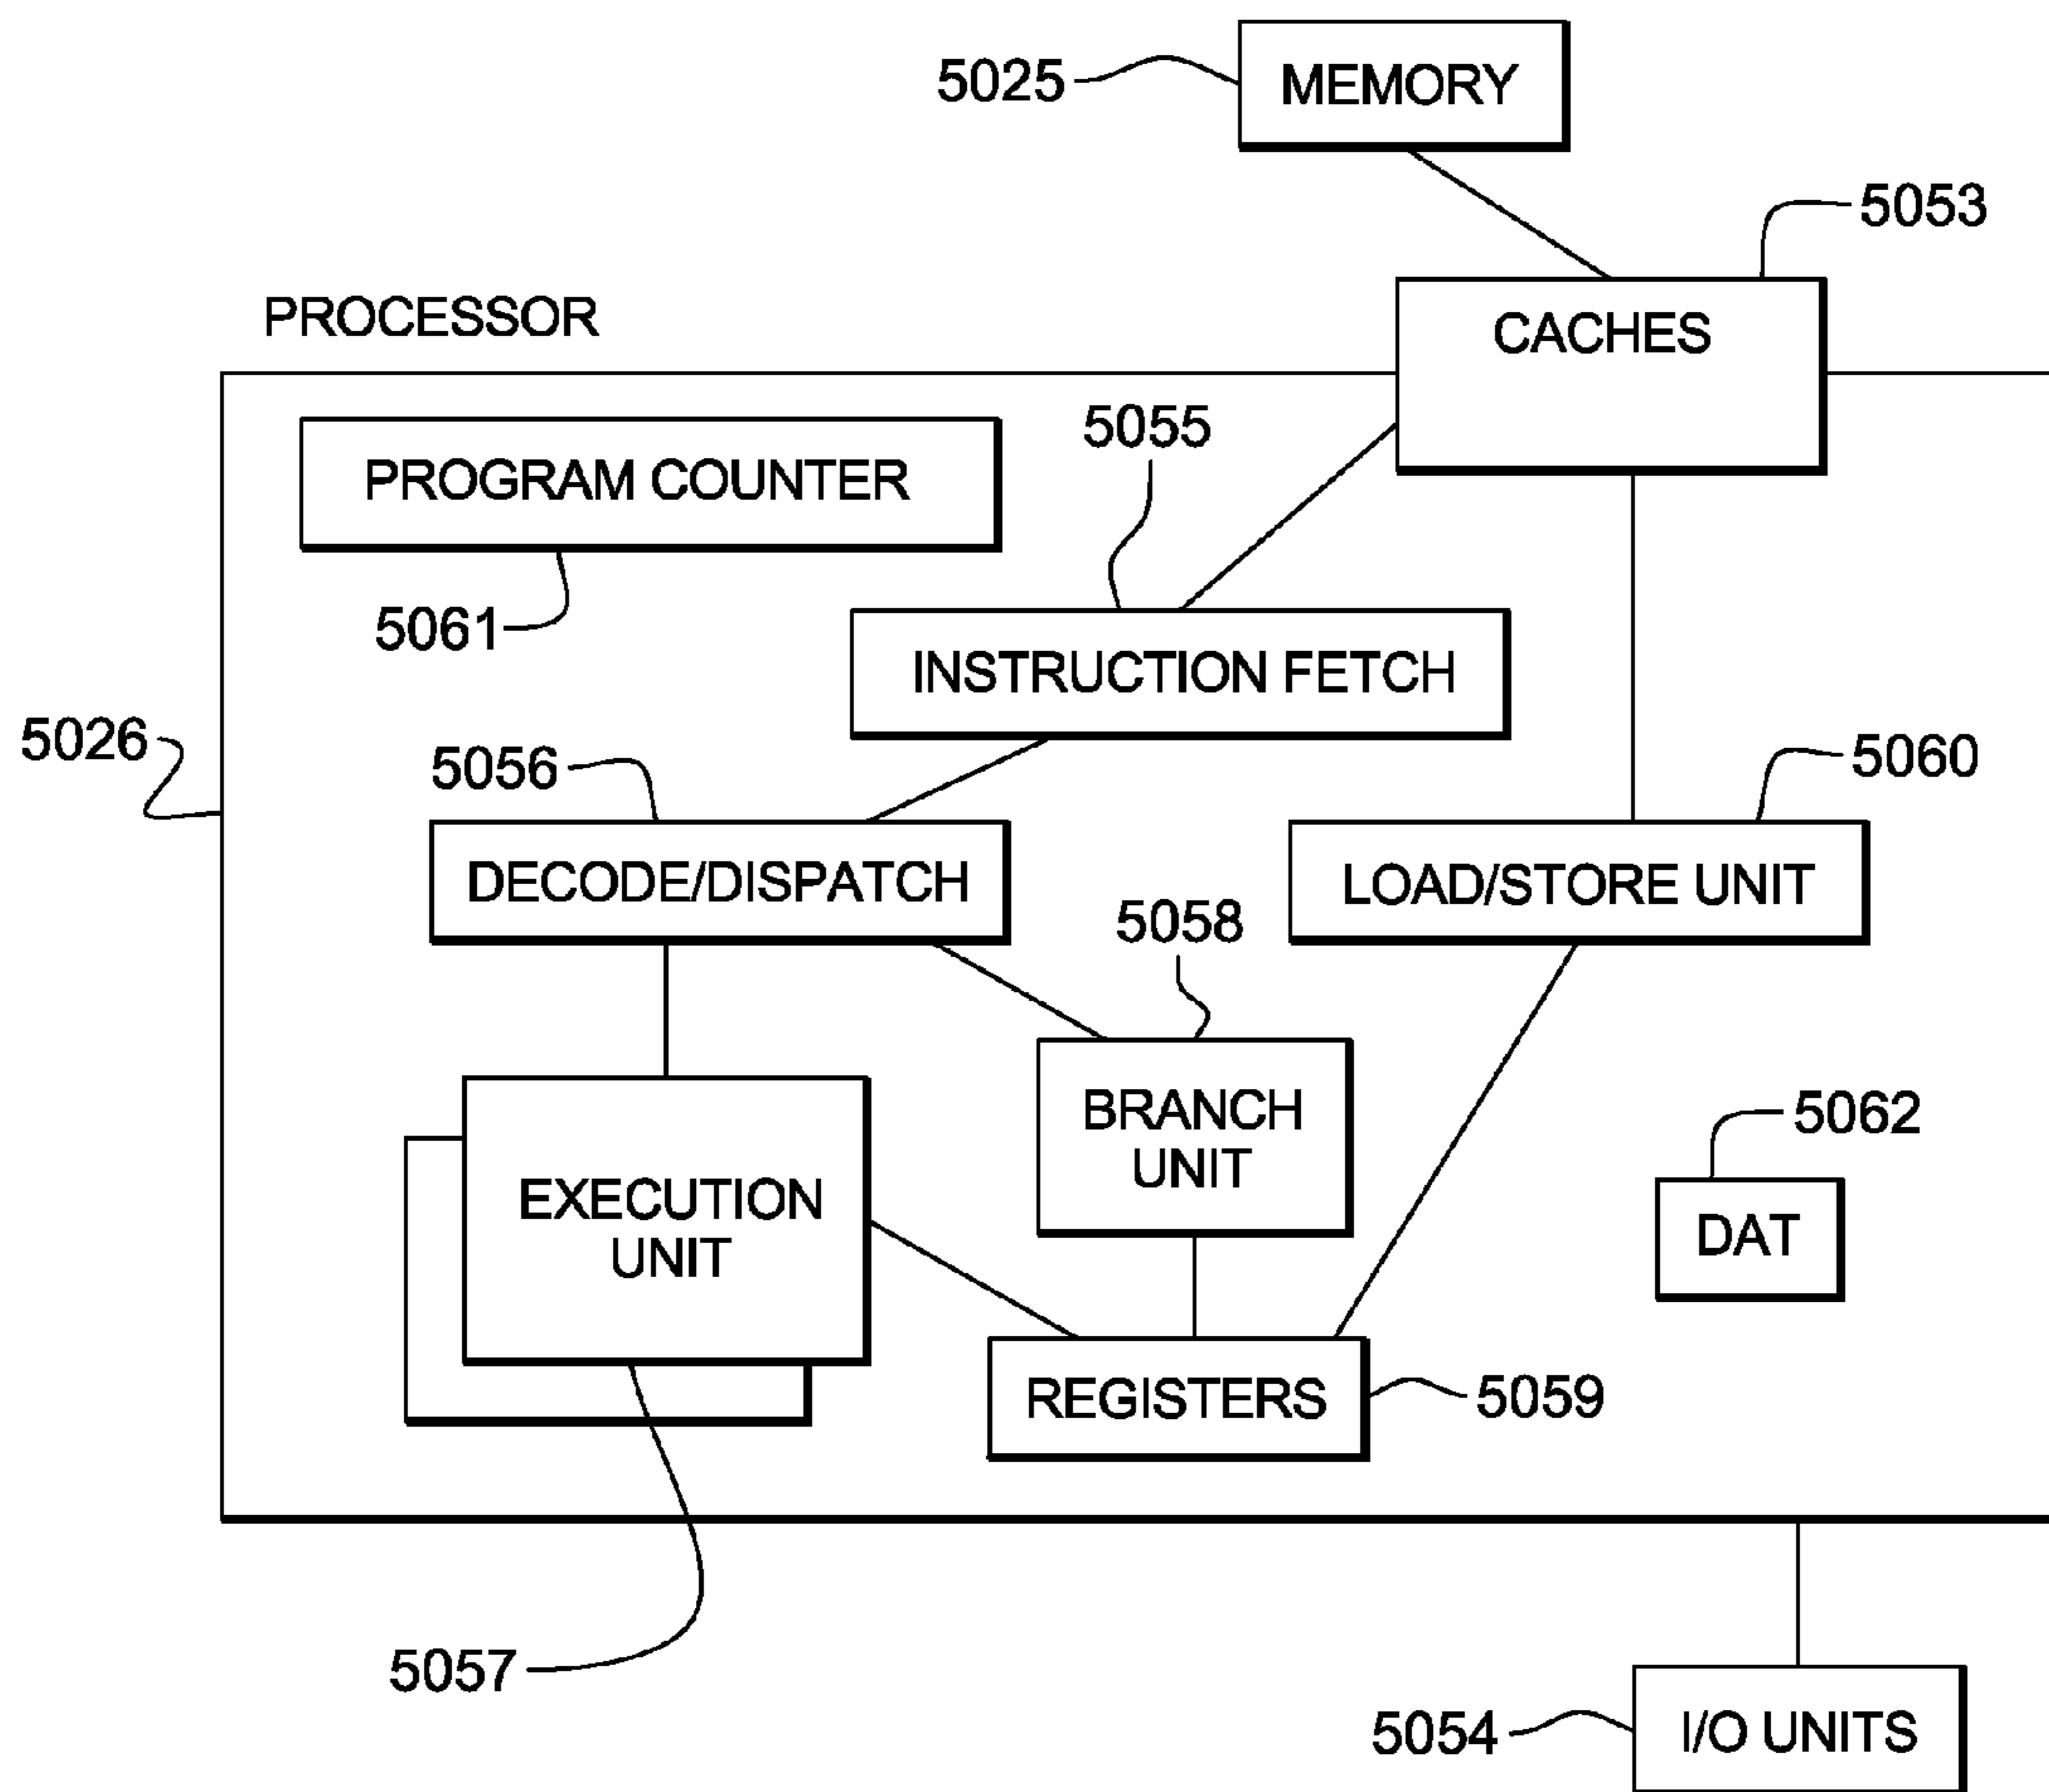 MEMORY
5025
5053
CACHES
PROCESSOR
5055
PROGRAM COUNTER
5061
INSTRUCTION FETCH
5026
5056
5060
DECODE/DISPATCH
LOAD/STORE UNIT
5058
BRANCH
UNIT
5062
EXECUTION
UNIT
DAT
REGISTERS
5059
5057
5054
I/O UNITS